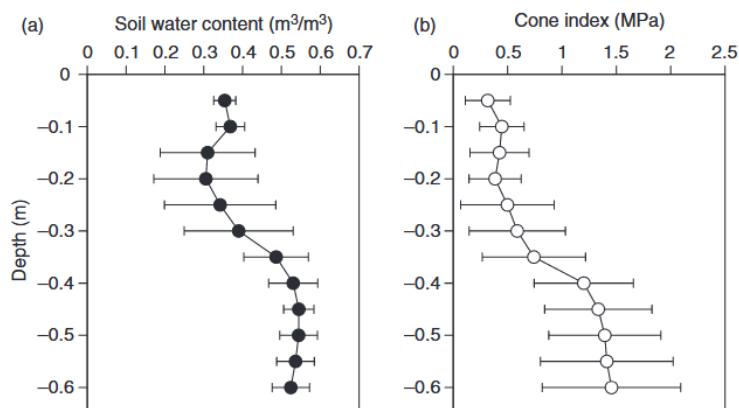 (a) Soil water content (m³/m³)
0 0.1 0.2 0.3 0.4 0.5 0.6 0.7
0
–0.1
–0.2
–0.3
–0.4
–0.5
–0.6
Depth (m)
(b) Cone index (MPa)
0 0.5 1 1.5 2 2.5
0
–0.1
–0.2
–0.3
–0.4
–0.5
–0.6